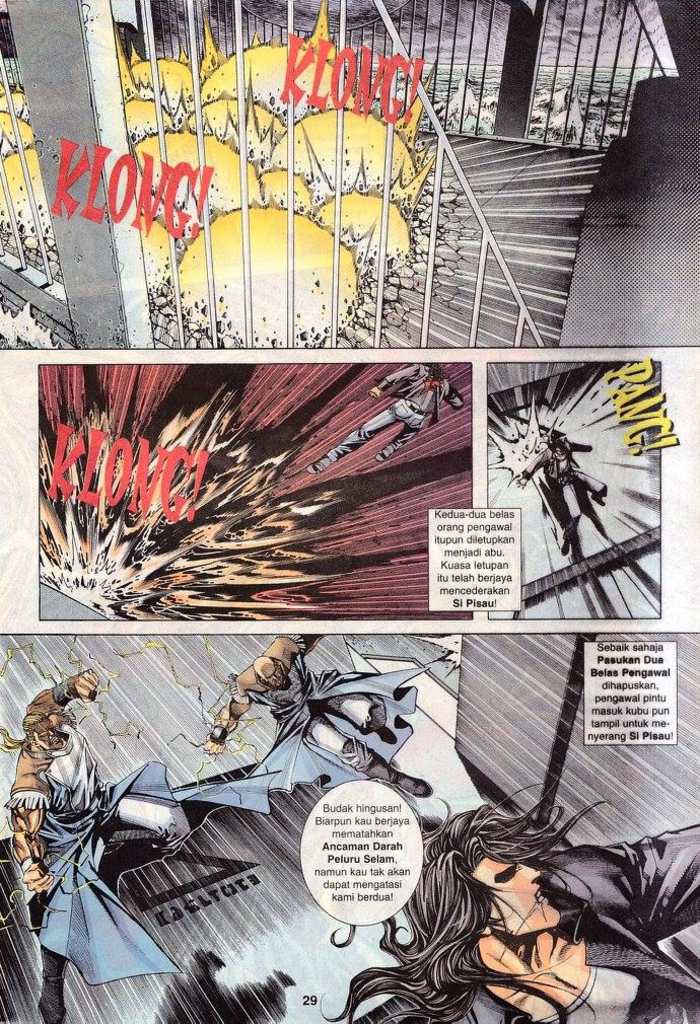 KLONG!
KLONG!
KLONG!
PANG!
Kedua-dua belas
orang pengawal
itupun diletupkan
menjadi abu.
Kuasa letupan
itu telah berjaya
mencederakan
Si Pisau!
Sebaik sahaja
Pasukan Dua
Belas Pengawal
dihapuskan,
pengawal pintu
masuk kubu pun
tampil untuk me-
nyerang Si Pisau!
Budak hingusan!
Biarpun kau berjaya
mematahkan
Ancaman Darah
Peluru Selam,
namun kau tak akan
dapat mengatasi
kami berdua!
29